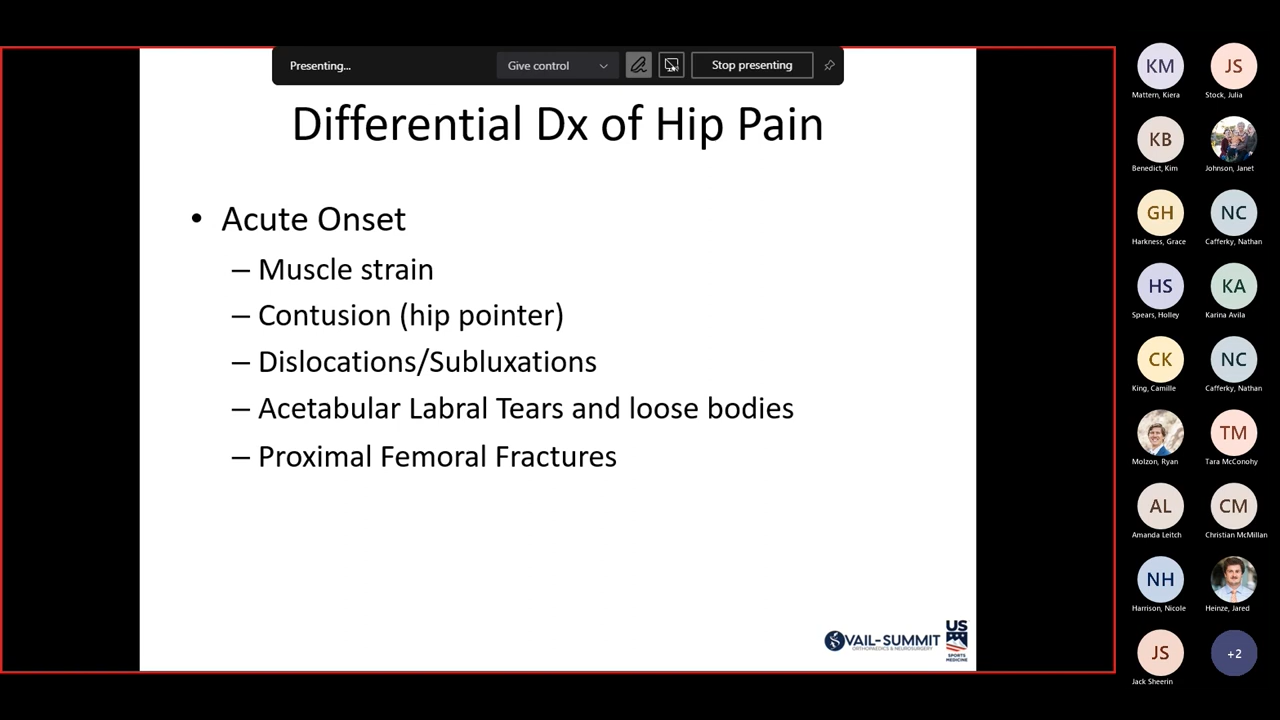 Presenting...
Give control
Stop presenting
Differential Dx of Hip Pain
• Acute Onset
– Muscle strain
– Contusion (hip pointer)
– Dislocations/Subluxations
– Acetabular Labral Tears and loose bodies
– Proximal Femoral Fractures
VAIL-SUMMIT
ORTHOPAEDICS & NEUROSURGERY
US
SPORTS
MEDICINE
KM
Mattern, Kiera
JS
Stock, Julia
KB
Benedict, Kim
Johnson, Janet
GH
Harkness, Grace
NC
Cafferky, Nathan
HS
Spears, Holley
KA
Karina Avila
CK
King, Camille
NC
Cafferky, Nathan
Molzon, Ryan
TM
Tara McConohy
AL
Amanda Leitch
CM
Christian McMillan
NH
Harrison, Nicole
Heinze, Jared
JS
Jack Sheerin
+2